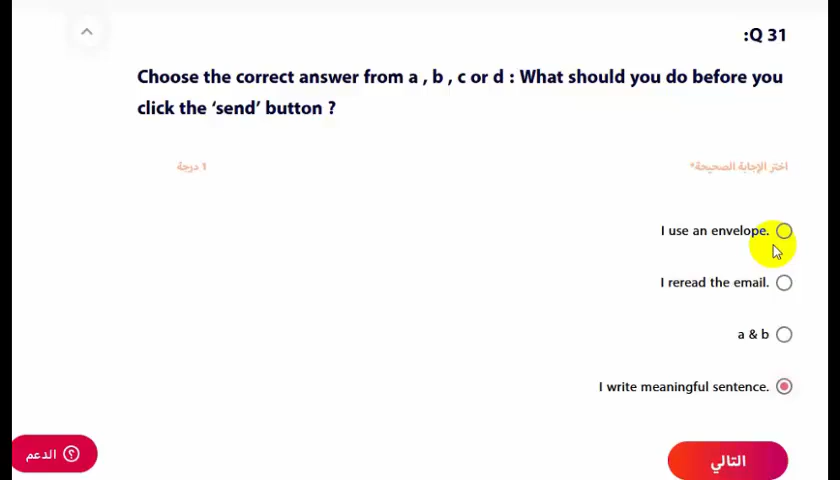 :Q 31
Choose the correct answer from a , b , c or d : What should you do before you
click the ‘send’ button ?
اختر الإجابة الصحيحة*
1 درجة
I use an envelope.
I reread the email.
a & b
I write meaningful sentence.
التالي
الدعم